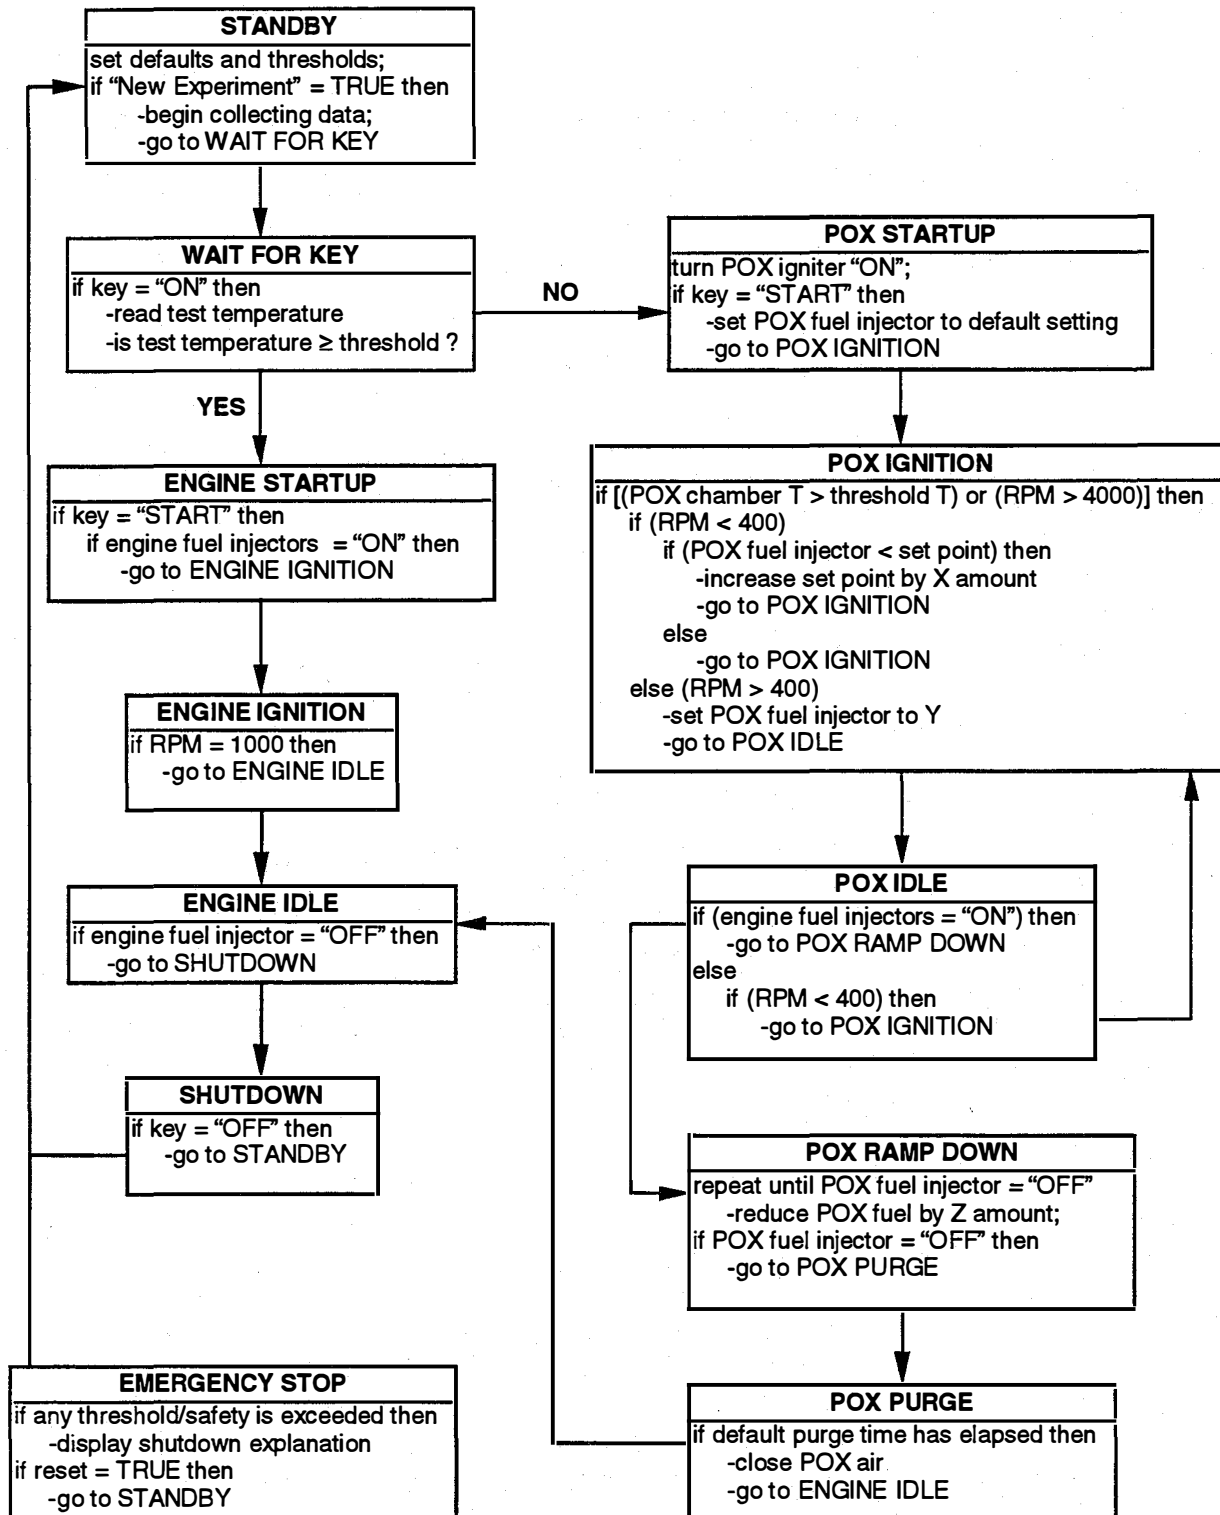 STANDBY
set defaults and thresholds;
if “New Experiment” = TRUE then
-begin collecting data;
-go to WAIT FOR KEY
WAIT FOR KEY
if key = “ON” then
-read test temperature
-is test temperature ≥ threshold ?
NO
YES
POX STARTUP
turn POX igniter “ON”;
if key = “START” then
-set POX fuel injector to default setting
-go to POX IGNITION
ENGINE STARTUP
if key = “START” then
if engine fuel injectors = “ON” then
-go to ENGINE IGNITION
POX IGNITION
if [(POX chamber T > threshold T) or (RPM > 4000)] then
if (RPM < 400)
if (POX fuel injector < set point) then
-increase set point by X amount
-go to POX IGNITION
else
-go to POX IGNITION
else (RPM > 400)
-set POX fuel injector to Y
-go to POX IDLE
ENGINE IGNITION
if RPM = 1000 then
-go to ENGINE IDLE
ENGINE IDLE
if engine fuel injector = “OFF” then
-go to SHUTDOWN
POX IDLE
if (engine fuel injectors = “ON”) then
-go to POX RAMP DOWN
else
if (RPM < 400) then
-go to POX IGNITION
SHUTDOWN
if key = “OFF” then
-go to STANDBY
POX RAMP DOWN
repeat until POX fuel injector = “OFF”
-reduce POX fuel by Z amount;
if POX fuel injector = “OFF” then
-go to POX PURGE
EMERGENCY STOP
if any threshold/safety is exceeded then
-display shutdown explanation
if reset = TRUE then
-go to STANDBY
POX PURGE
if default purge time has elapsed then
-close POX air
-go to ENGINE IDLE